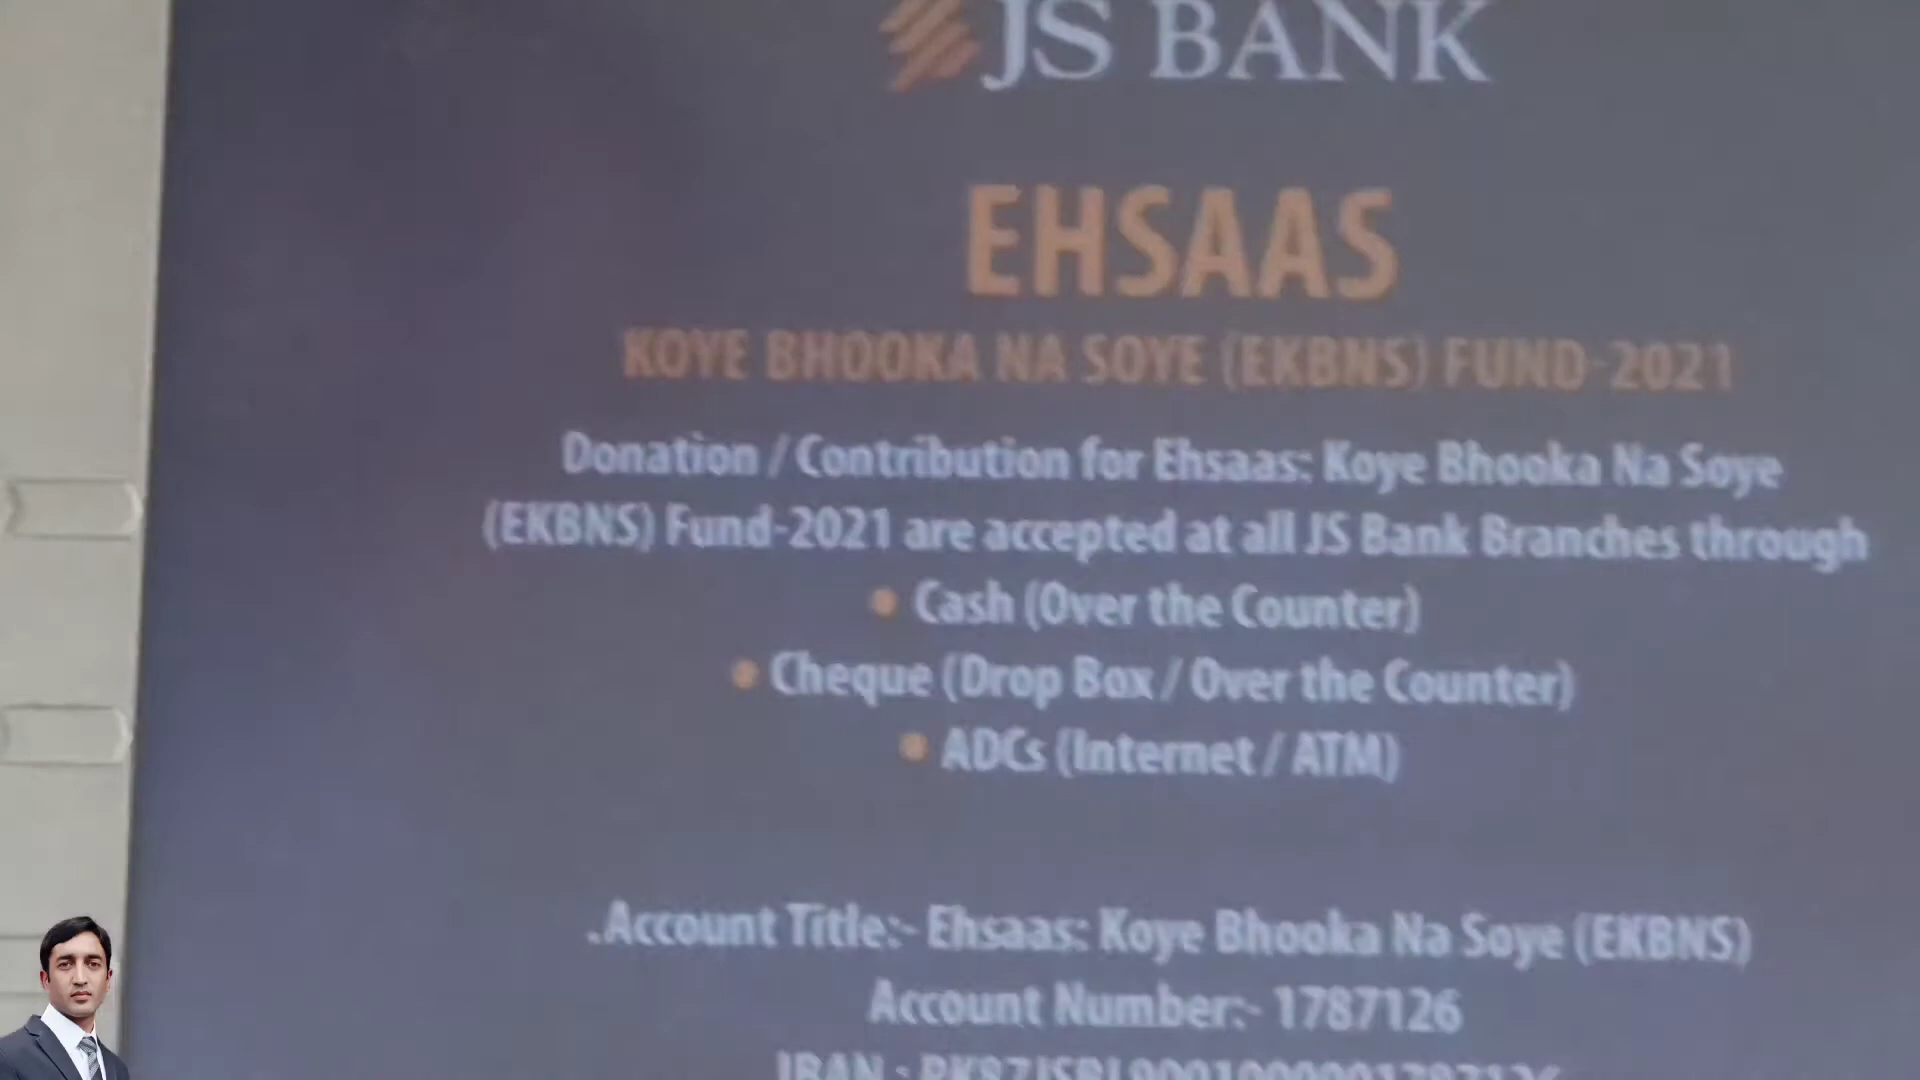 JS BANK
EHSAAS
KOYE BHOOKA NA SOYE (EKBNS) FUND-2021
Donation / Contribution for Ehsaas: Koye Bhooka Na Soye
(EKBNS) Fund-2021 are accepted at all JS Bank Branches through
• Cash (Over the Counter)
• Cheque (Drop Box / Over the Counter)
• ADCs (Internet / ATM)
.Account Title:- Ehsaas: Koye Bhooka Na Soye (EKBNS)
Account Number:- 1787126
IBAN :